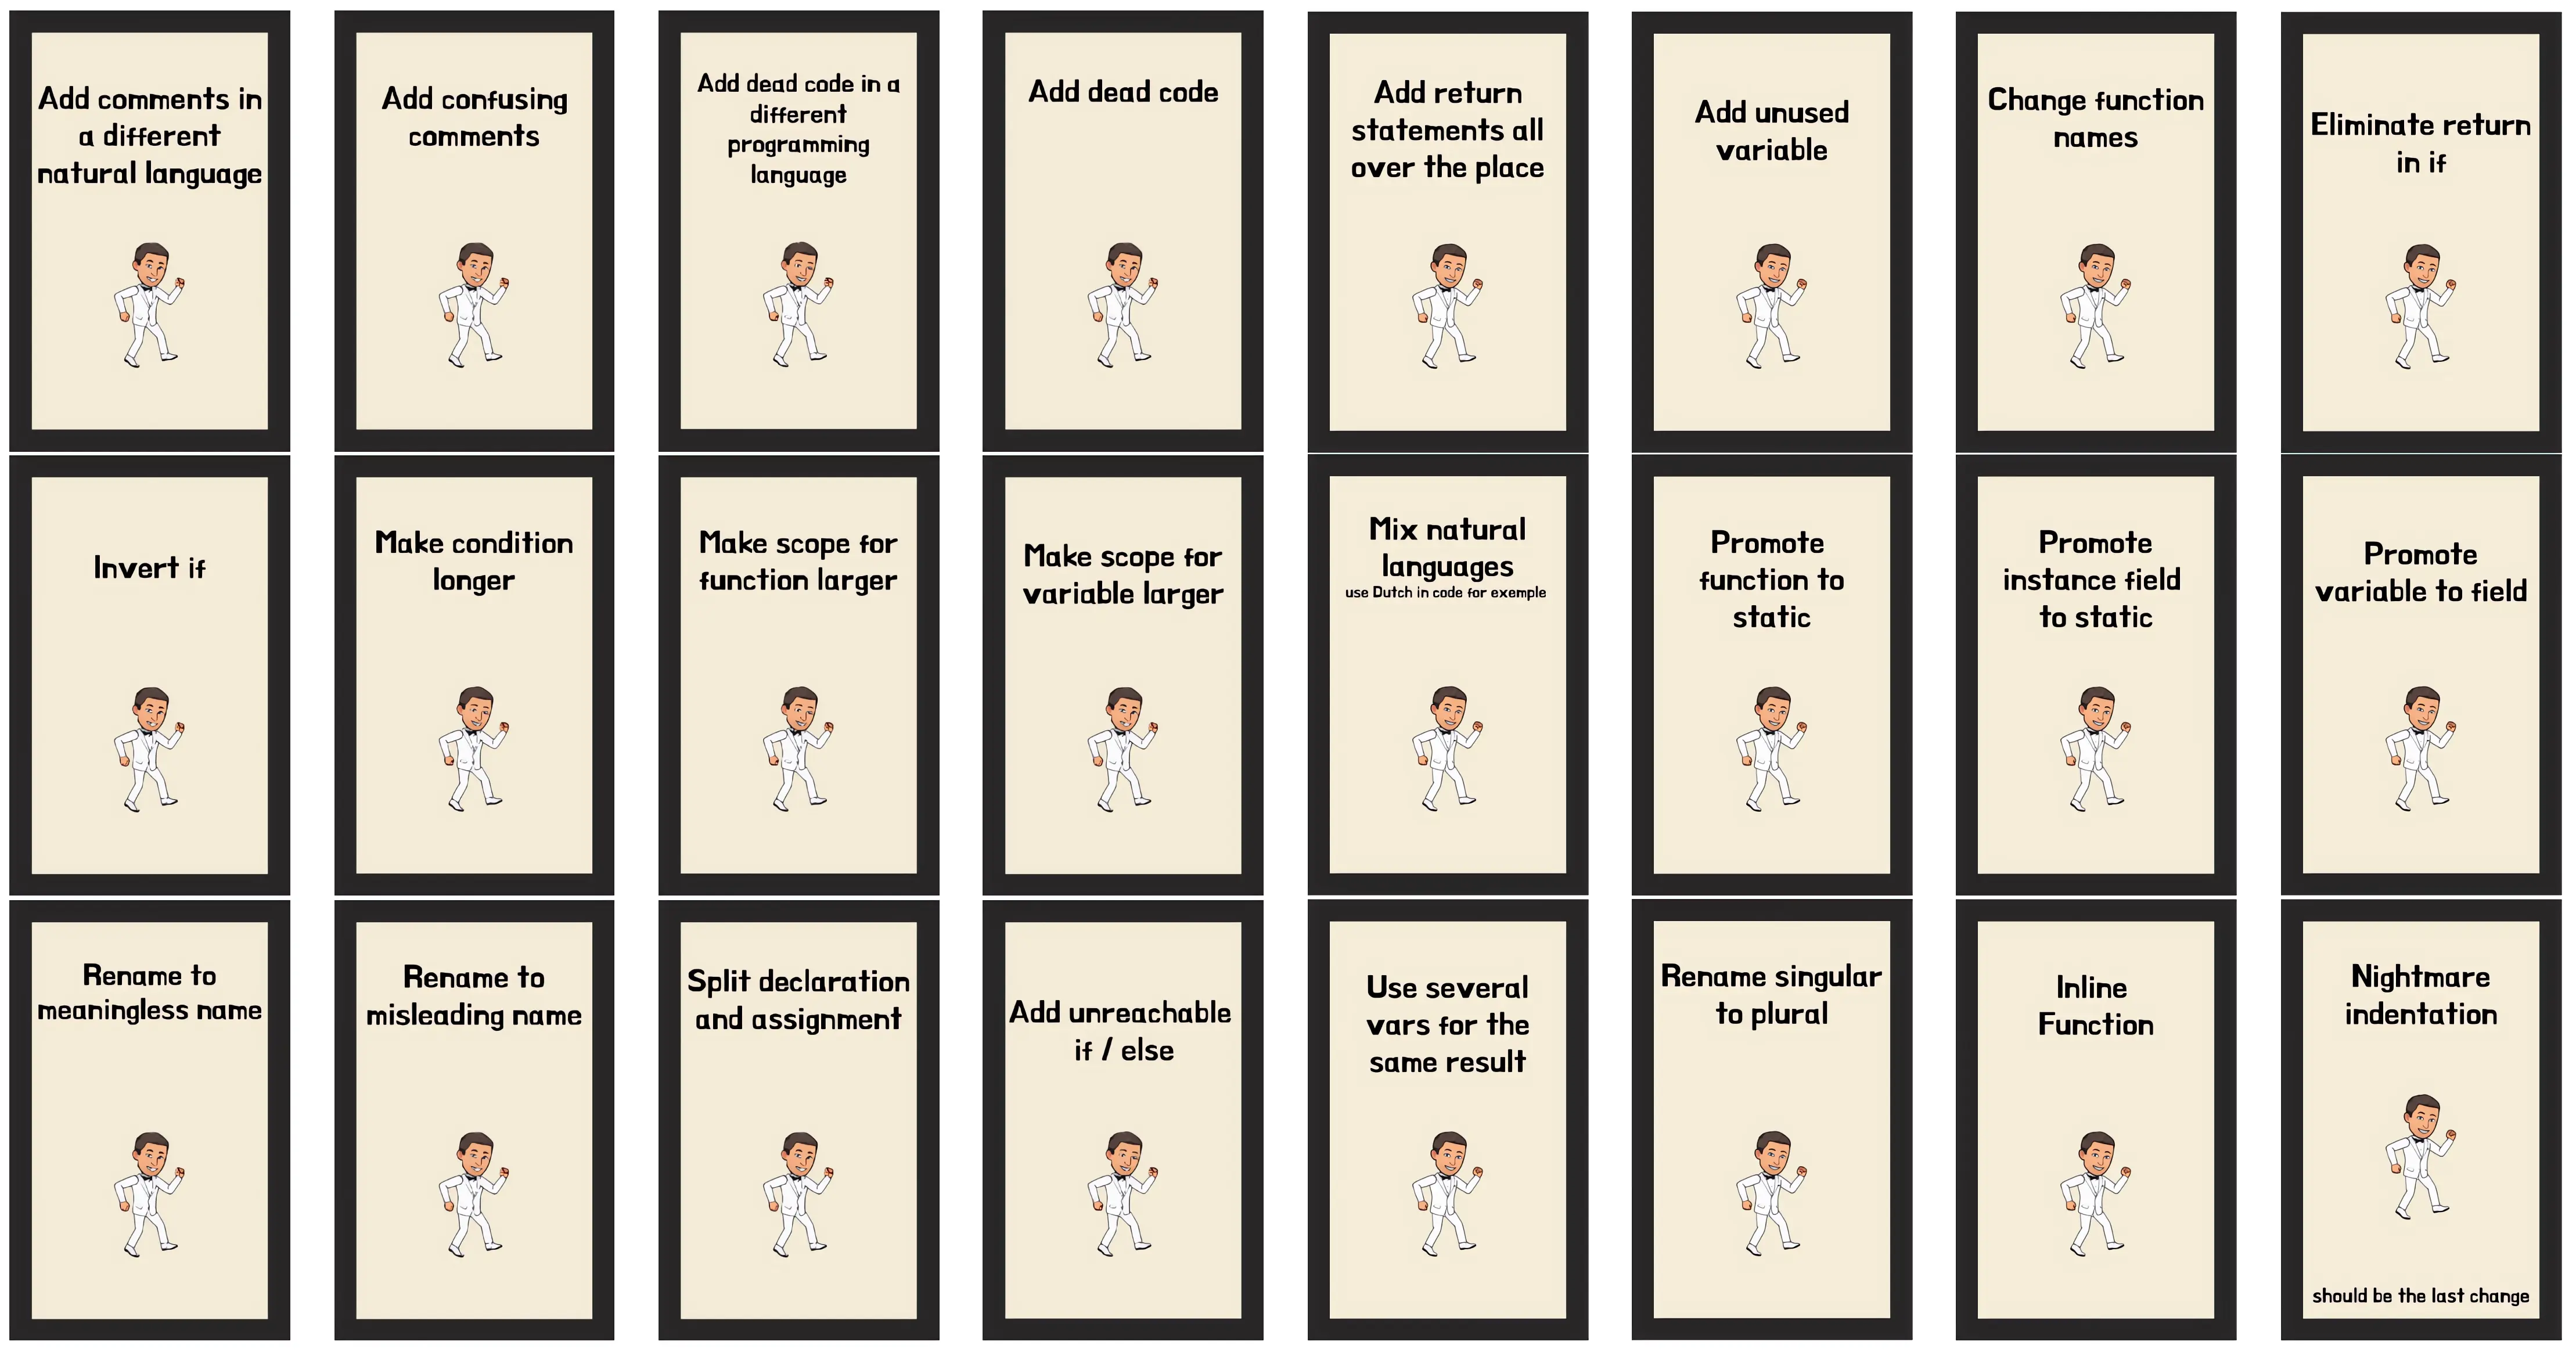 Add comments in
a different
natural language
Add confusing
comments
Add dead code in a
different
programming
language
Add dead code
Add return
statements all
over the place
Add unused
variable
Change function
names
Eliminate return
in if
Invert if
Make condition
longer
Make scope for
function larger
Make scope for
variable larger
Mix natural
languages
use Dutch in code for exemple
Promote
function to
static
Promote
instance field
to static
Promote
variable to field
Rename to
meaningless name
Rename to
misleading name
Split declaration
and assignment
Add unreachable
if / else
Use several
vars for the
same result
Rename singular
to plural
Inline
Function
Nightmare
indentation
should be the last change